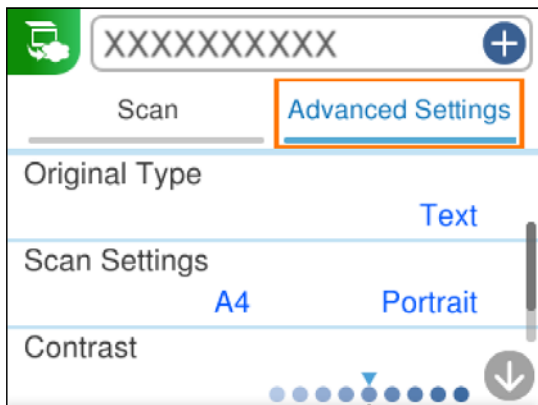 XXXXXXXXXX
Scan Advanced Settings
Original Type
Text
Scan Settings
A4 Portrait
Contrast